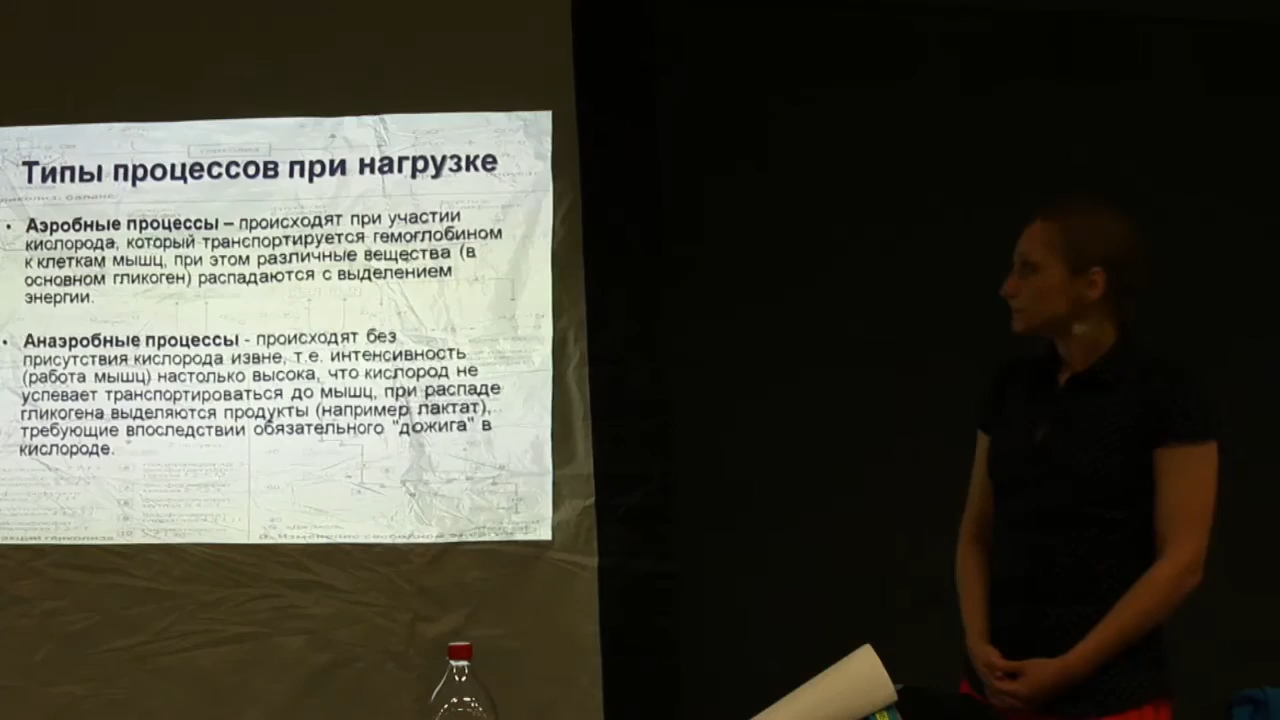 Типы процессов при нагрузке
• Аэробные процессы – происходят при участии
кислорода, который транспортируется гемоглобином
к клеткам мышц, при этом различные вещества (в
основном гликоген) распадаются с выделением
энергии.
• Анаэробные процессы - происходят без
присутствия кислорода извне, т.е. интенсивность
(работа мышц) настолько высока, что кислород не
успевает транспортироваться до мышц, при распаде
гликогена выделяются продукты (например лактат),
требующие впоследствии обязательного "дожига" в
кислороде.